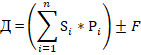 Д = (∑_{i=1}^{n} S_i * P_i) ± F